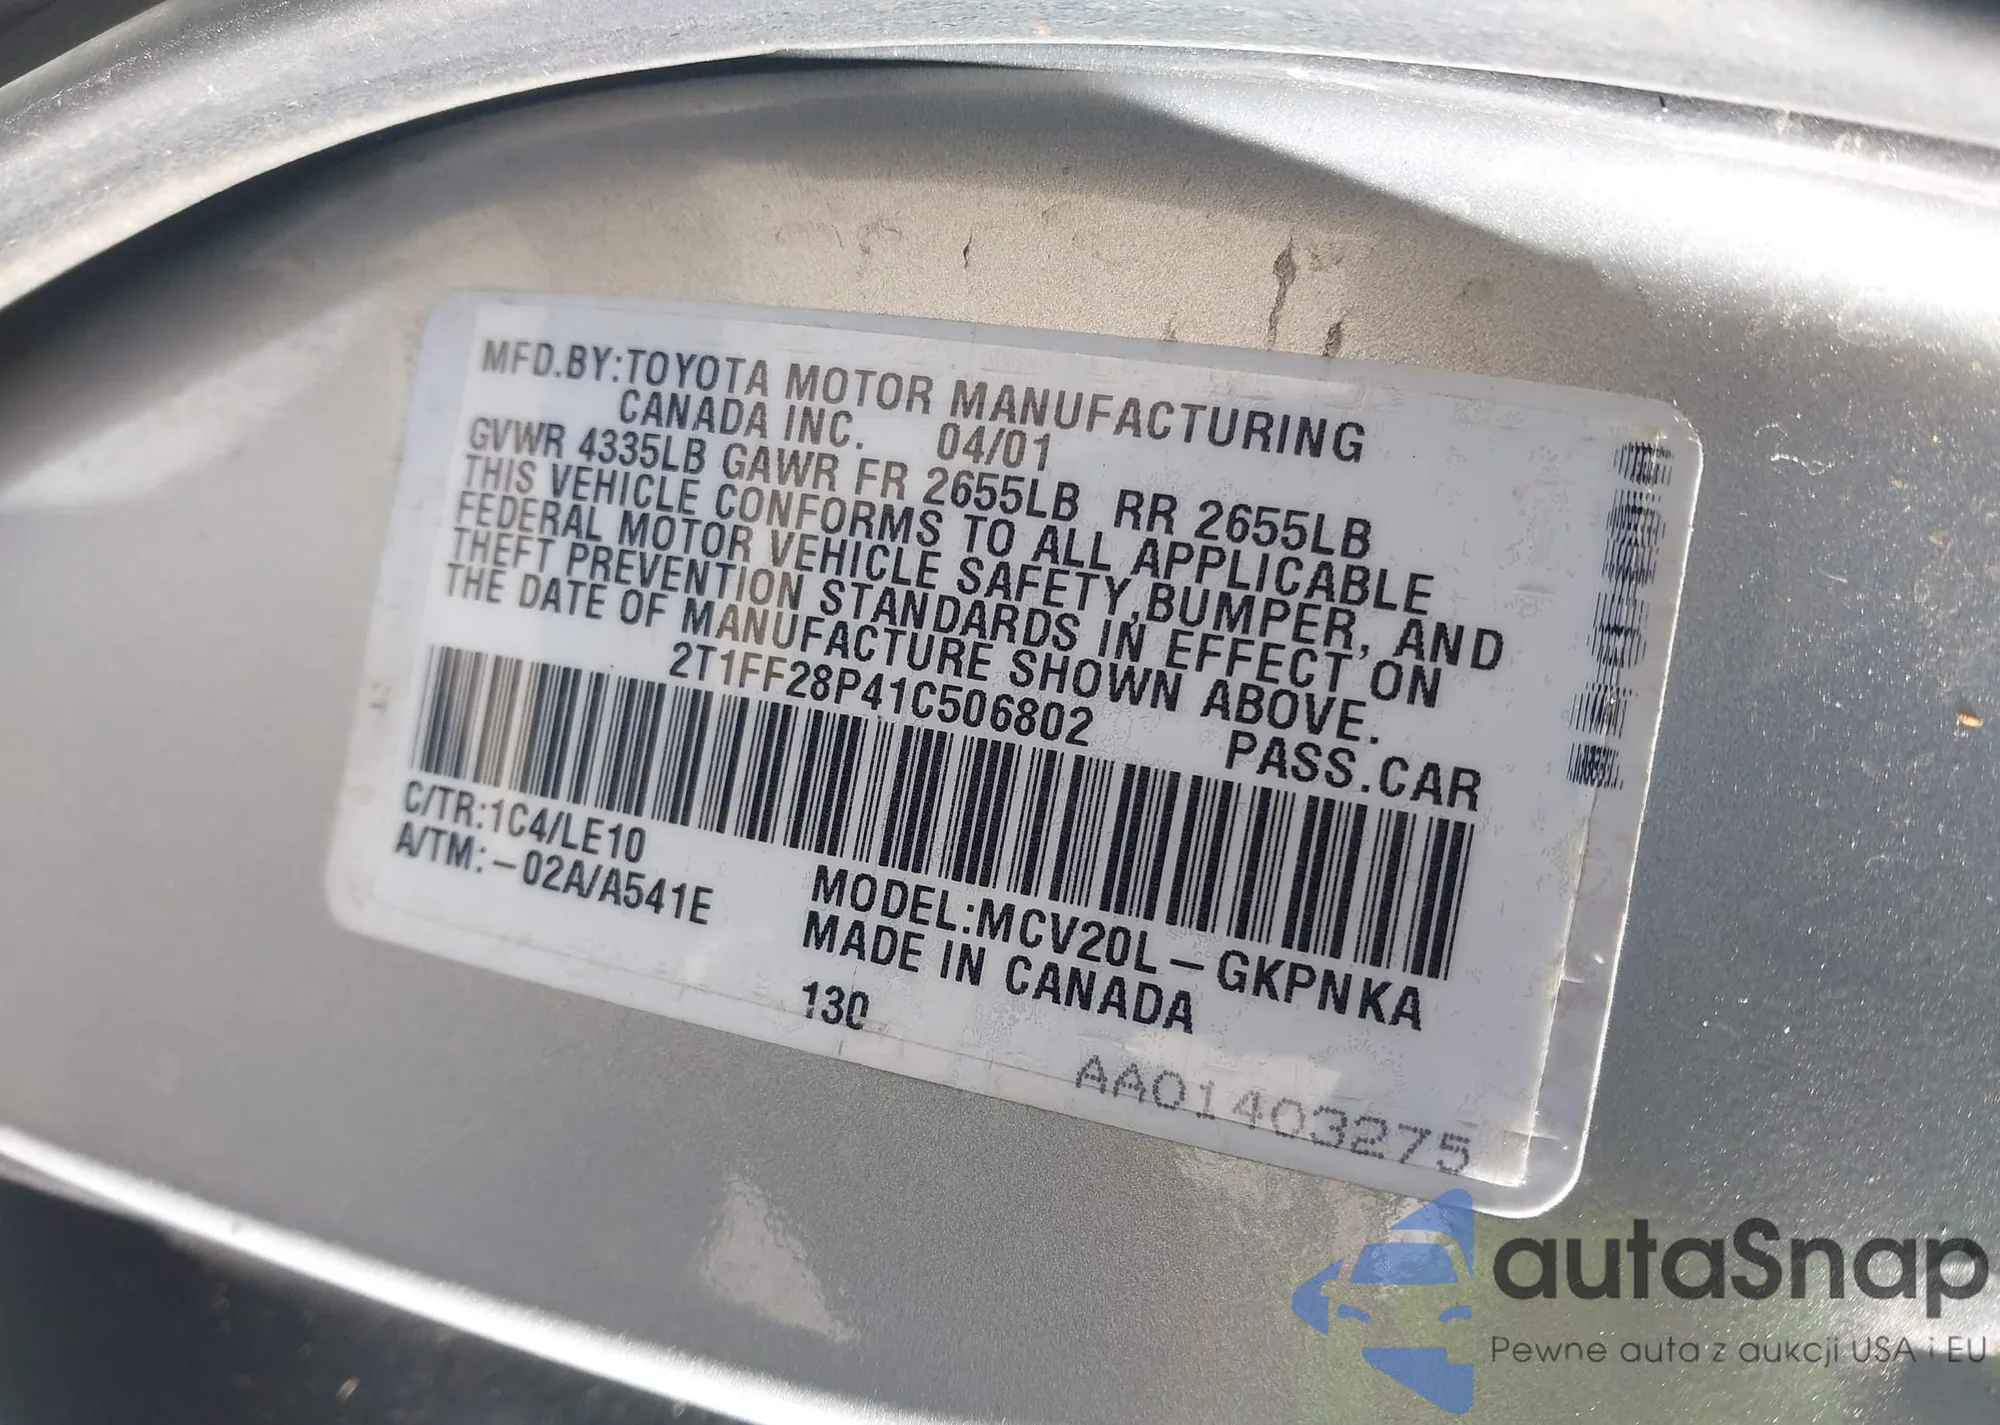 MFD.BY:TOYOTA MOTOR MANUFACTURING
CANADA INC. 04/01
GVWR 4335LB GAWR FR 2655LB RR 2655LB
THIS VEHICLE CONFORMS TO ALL APPLICABLE
FEDERAL MOTOR VEHICLE SAFETY,BUMPER, AND
THEFT PREVENTION STANDARDS IN EFFECT ON
THE DATE OF MANUFACTURE SHOWN ABOVE.
2T1FF28P41C506802 PASS.CAR
C/TR:1C4/LE10
A/TM:-02A/A541E
MODEL:MCV20L-GKPNKA
MADE IN CANADA
130
AA01403275
autaSnap
Pewne auta z aukcji USA i EU